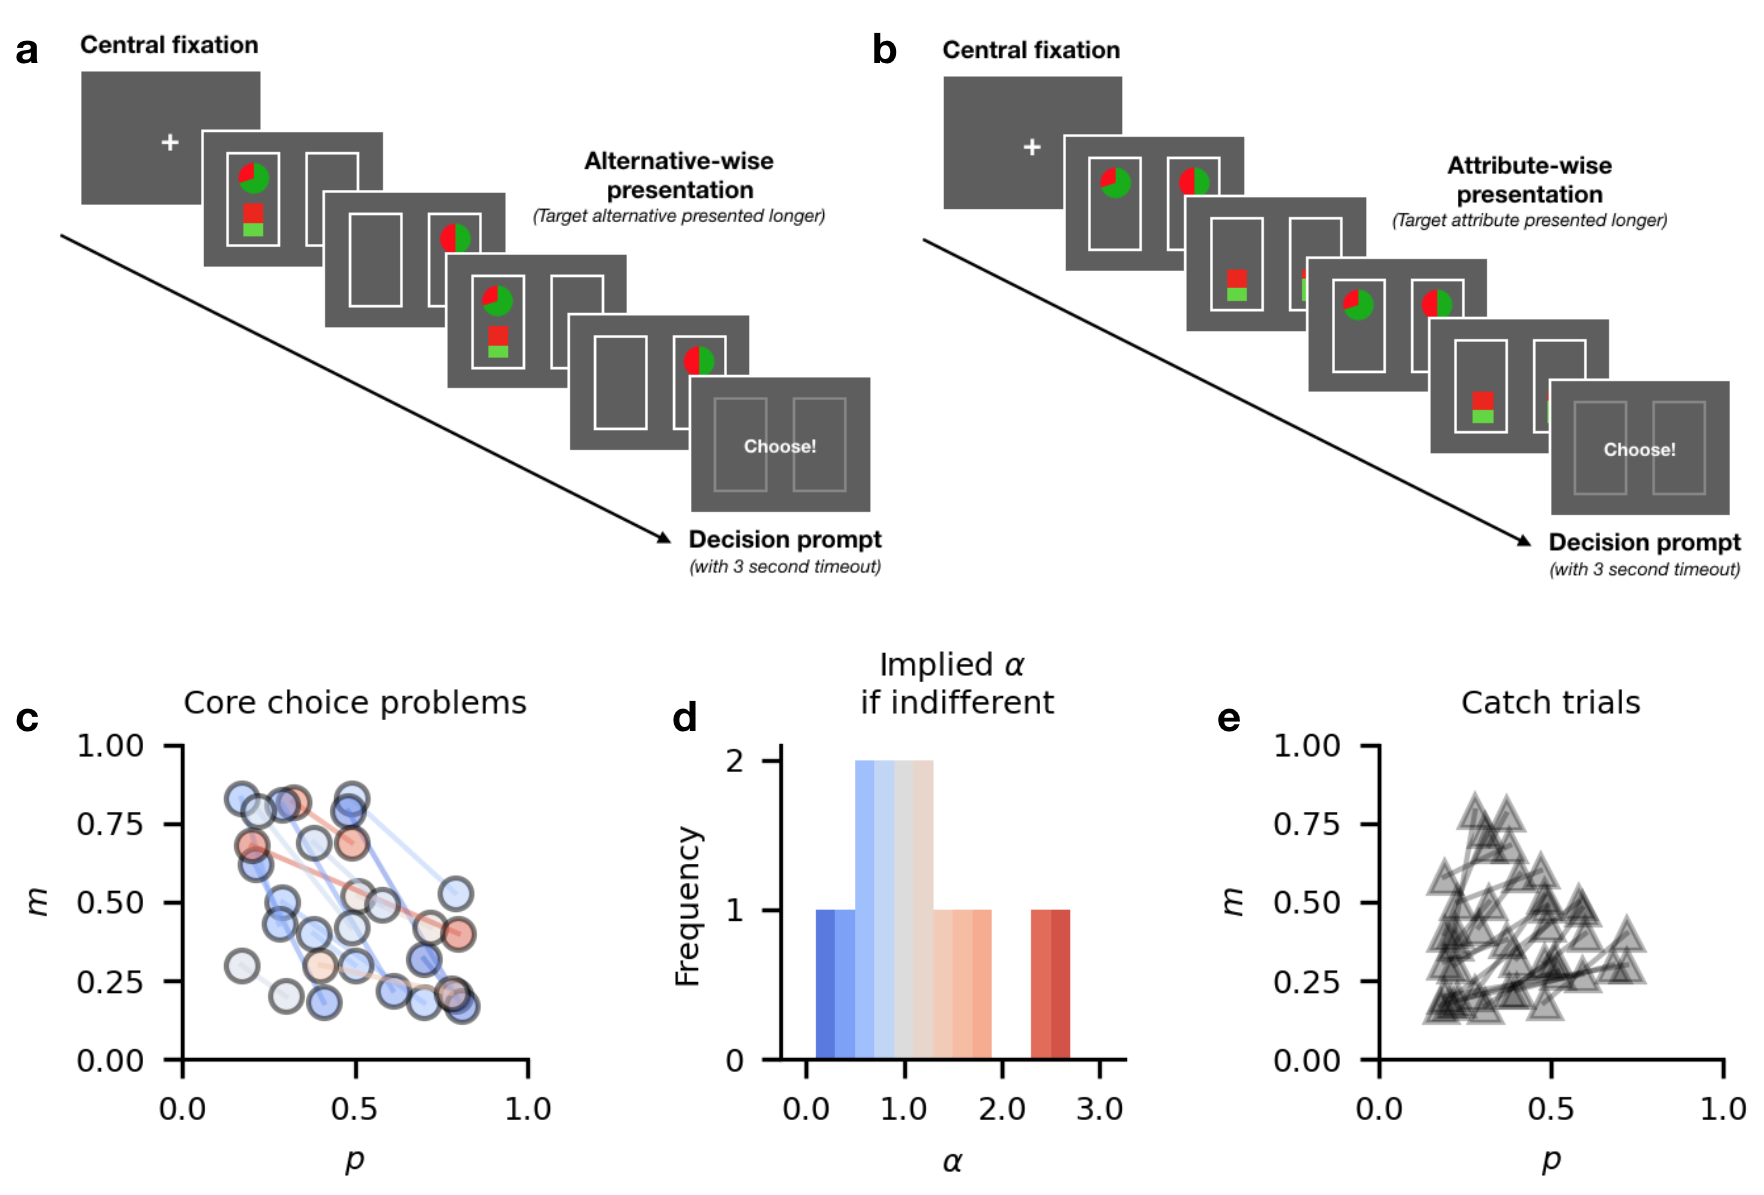 a
Central fixation
Alternative-wise
presentation
(Target alternative presented longer)
Choose!
Decision prompt
(with 3 second timeout)
b
Central fixation
Attribute-wise
presentation
(Target attribute presented longer)
Choose!
Decision prompt
(with 3 second timeout)
c
Core choice problems
1.00
0.75
0.50
0.25
0.00
m
0.0 0.5 1.0
p
d
Implied α
if indifferent
2
1
0
Frequency
0.0 1.0 2.0 3.0
α
e
Catch trials
1.00
0.75
0.50
0.25
0.00
m
0.0 0.5 1.0
p